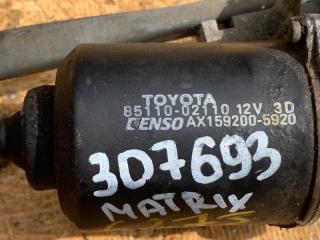 TOYOTA
85110-02110 12V 3D
DENSO AX159200-5920
307693
MATRIX